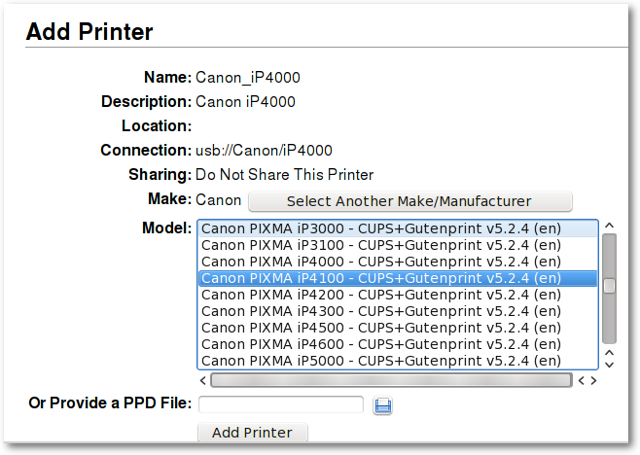 Add Printer
Name: Canon_iP4000
Description: Canon iP4000
Location:
Connection: usb://Canon/iP4000
Sharing: Do Not Share This Printer
Make: Canon Select Another Make/Manufacturer
Model: Canon PIXMA iP3000 - CUPS+Gutenprint v5.2.4 (en)
Canon PIXMA iP3100 - CUPS+Gutenprint v5.2.4 (en)
Canon PIXMA iP4000 - CUPS+Gutenprint v5.2.4 (en)
Canon PIXMA iP4100 - CUPS+Gutenprint v5.2.4 (en)
Canon PIXMA iP4200 - CUPS+Gutenprint v5.2.4 (en)
Canon PIXMA iP4300 - CUPS+Gutenprint v5.2.4 (en)
Canon PIXMA iP4500 - CUPS+Gutenprint v5.2.4 (en)
Canon PIXMA iP4600 - CUPS+Gutenprint v5.2.4 (en)
Canon PIXMA iP5000 - CUPS+Gutenprint v5.2.4 (en)
Or Provide a PPD File:
Add Printer